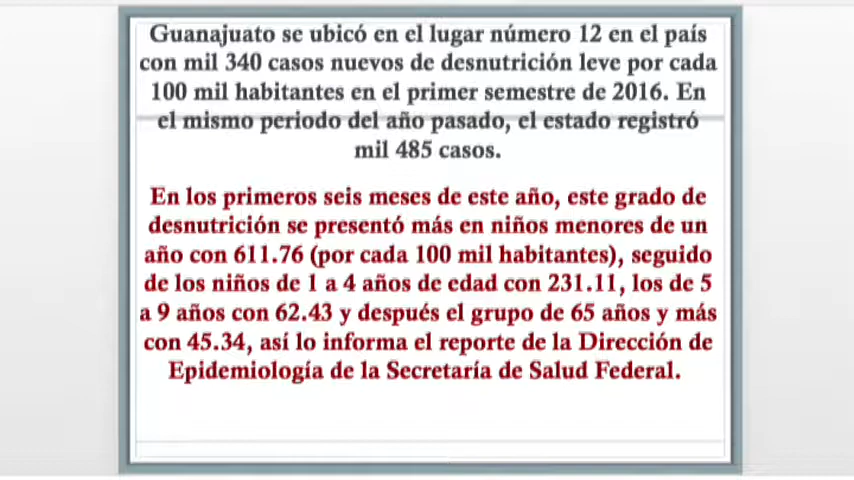 Guanajuato se ubicó en el lugar número 12 en el país
con mil 340 casos nuevos de desnutrición leve por cada
100 mil habitantes en el primer semestre de 2016. En
el mismo periodo del año pasado, el estado registró
mil 485 casos.
En los primeros seis meses de este año, este grado de
desnutrición se presentó más en niños menores de un
año con 611.76 (por cada 100 mil habitantes), seguido
de los niños de 1 a 4 años de edad con 231.11, los de 5
a 9 años con 62.43 y después el grupo de 65 años y más
con 45.34, así lo informa el reporte de la Dirección de
Epidemiología de la Secretaría de Salud Federal.